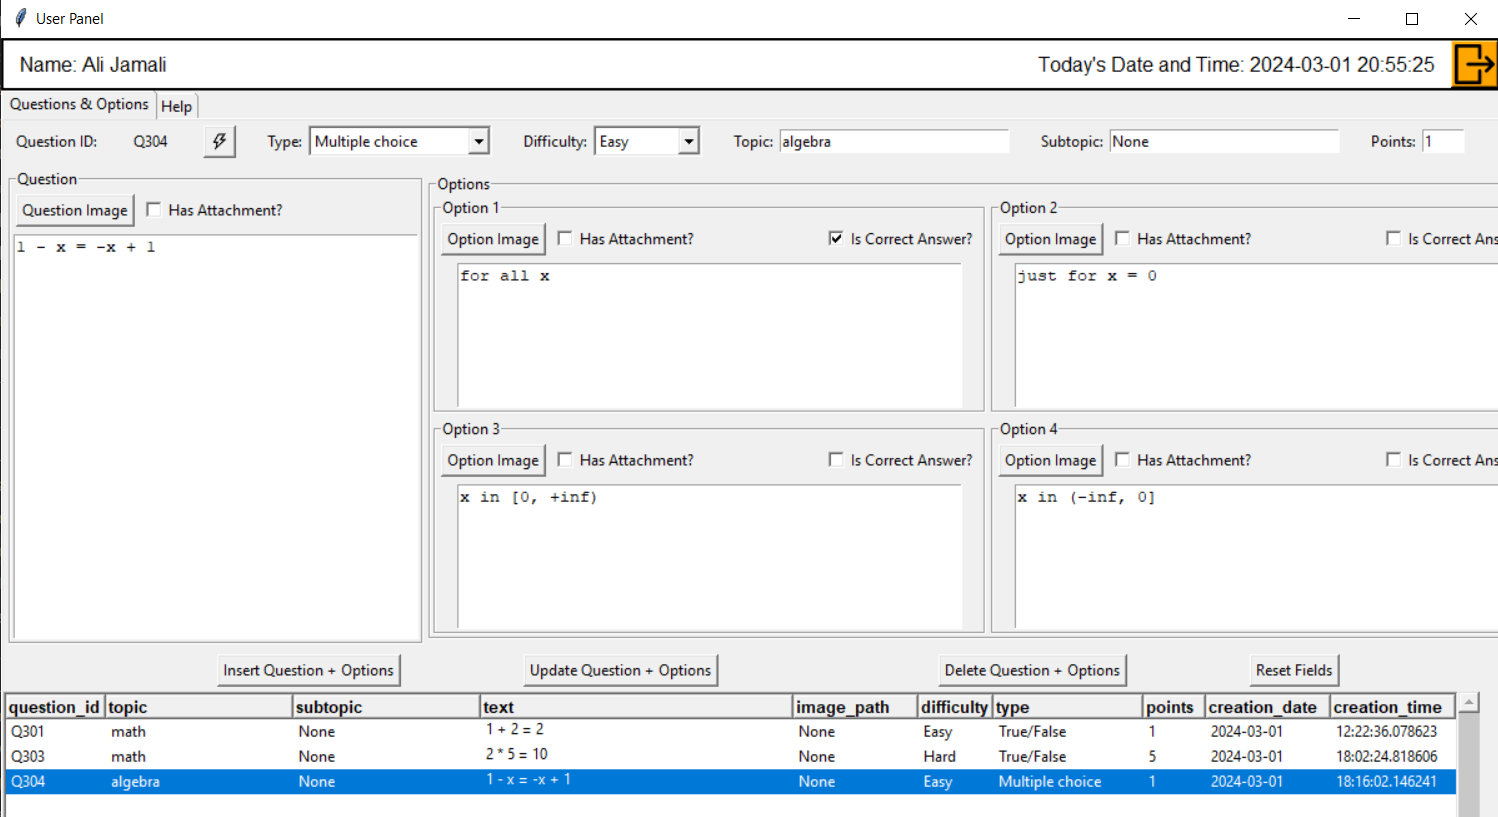 User Panel
Name: Ali Jamali
Today's Date and Time: 2024-03-01 20:55:25
Questions & Options Help
Question ID: Q304 Type: Multiple choice Difficulty: Easy Topic: algebra Subtopic: None Points: 1
Question
Question Image Has Attachment?
1 - x = -x + 1
Options
Option 1
Option Image Has Attachment? Is Correct Answer?
for all x
Option 2
Option Image Has Attachment? Is Correct Ans
just for x = 0
Option 3
Option Image Has Attachment? Is Correct Answer?
x in [0, +inf)
Option 4
Option Image Has Attachment? Is Correct Ans
x in (-inf, 0]
Insert Question + Options Update Question + Options Delete Question + Options Reset Fields
question_id topic subtopic text image_path difficulty type points creation_date creation_time
Q301 math None 1 + 2 = 2 None Easy True/False 1 2024-03-01 12:22:36.078623
Q303 math None 2 * 5 = 10 None Hard True/False 5 2024-03-01 18:02:24.818606
Q304 algebra None 1 - x = -x + 1 None Easy Multiple choice 1 2024-03-01 18:16:02.146241